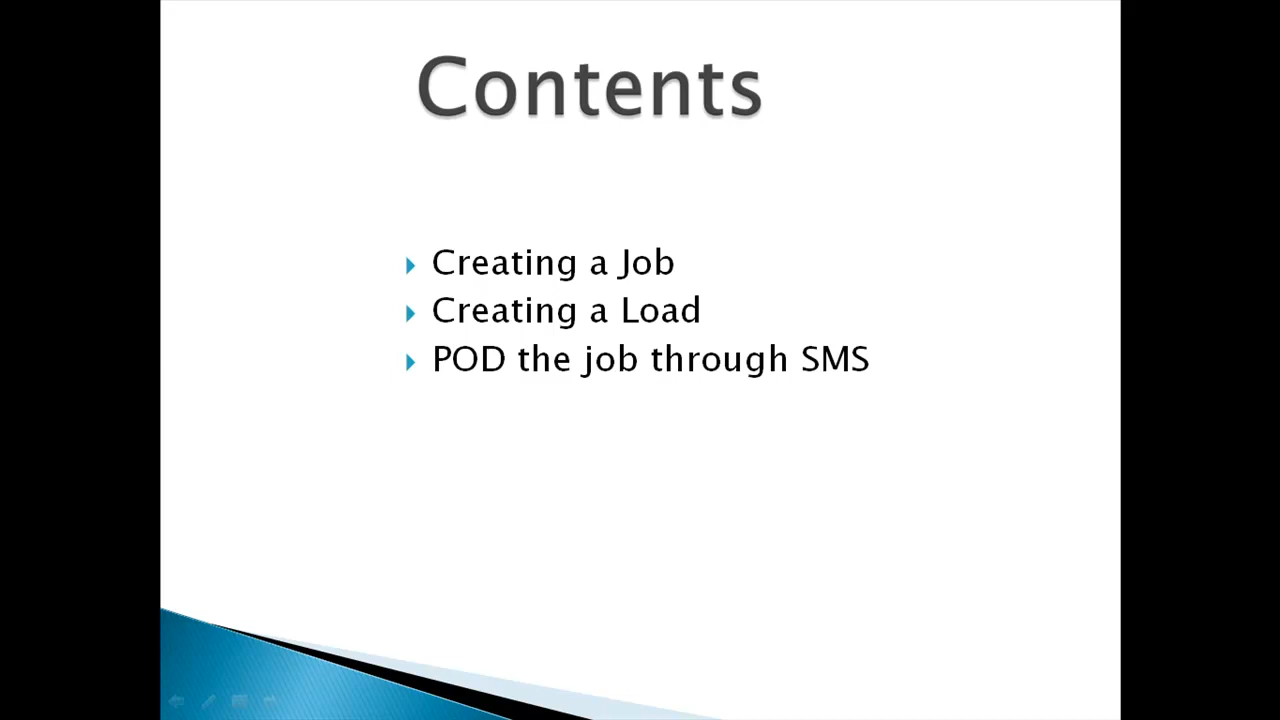 Contents
Creating a Job
Creating a Load
POD the job through SMS